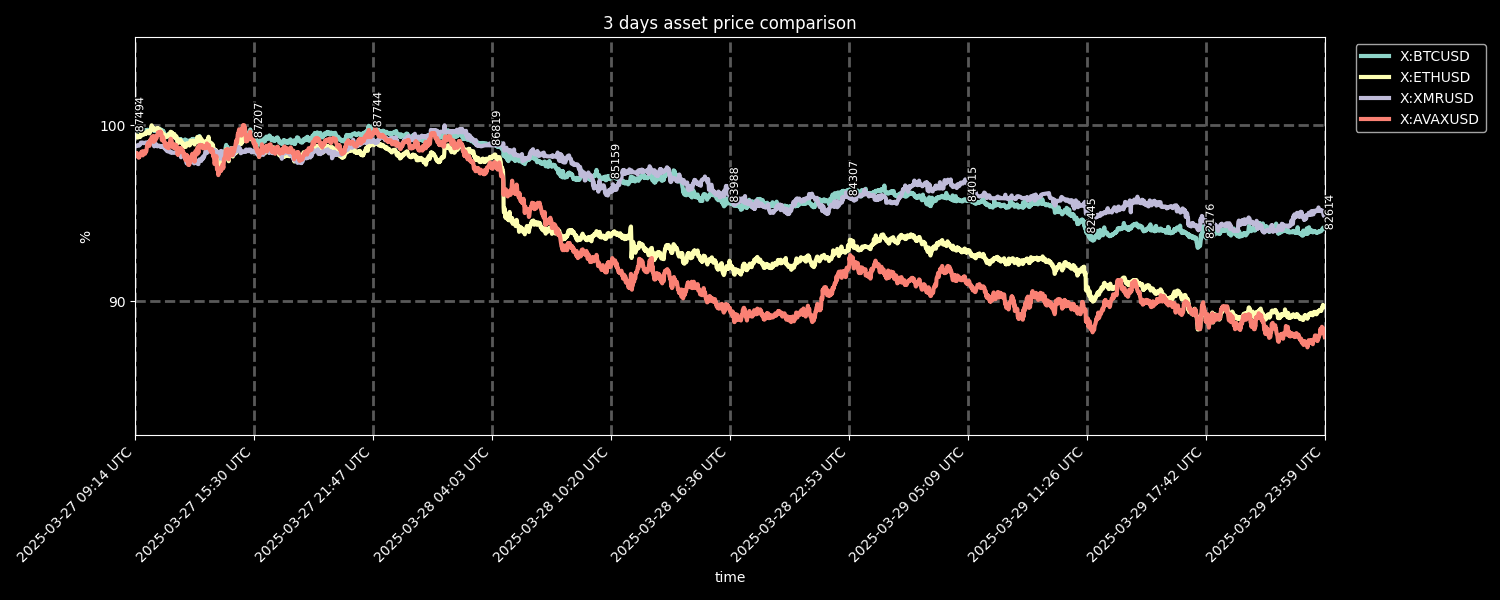 3 days asset price comparison
X:BTCUSD
X:ETHUSD
X:XMRUSD
X:AVAXUSD
%
100
90
87494
87207
87744
86819
85159
83988
84307
84015
82445
82176
82614
2025-03-27 09:14 UTC
2025-03-27 15:30 UTC
2025-03-27 21:47 UTC
2025-03-28 04:03 UTC
2025-03-28 10:20 UTC
2025-03-28 16:36 UTC
2025-03-28 22:53 UTC
2025-03-29 05:09 UTC
2025-03-29 11:26 UTC
2025-03-29 17:42 UTC
2025-03-29 23:59 UTC
time